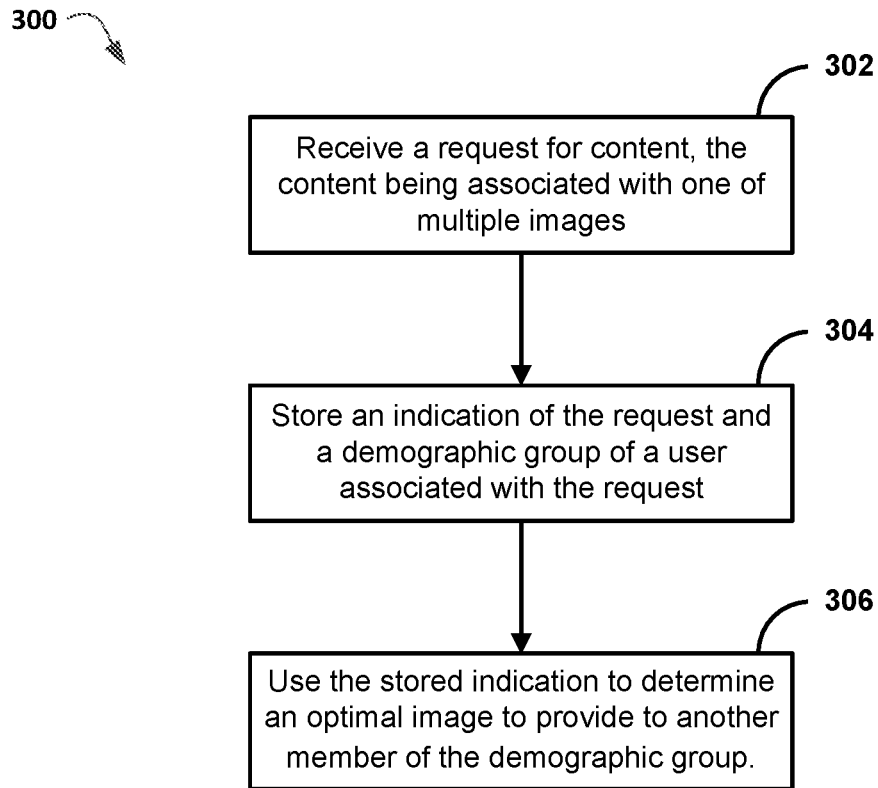 300
302
Receive a request for content, the
content being associated with one of
multiple images
304
Store an indication of the request and
a demographic group of a user
associated with the request
306
Use the stored indication to determine
an optimal image to provide to another
member of the demographic group.